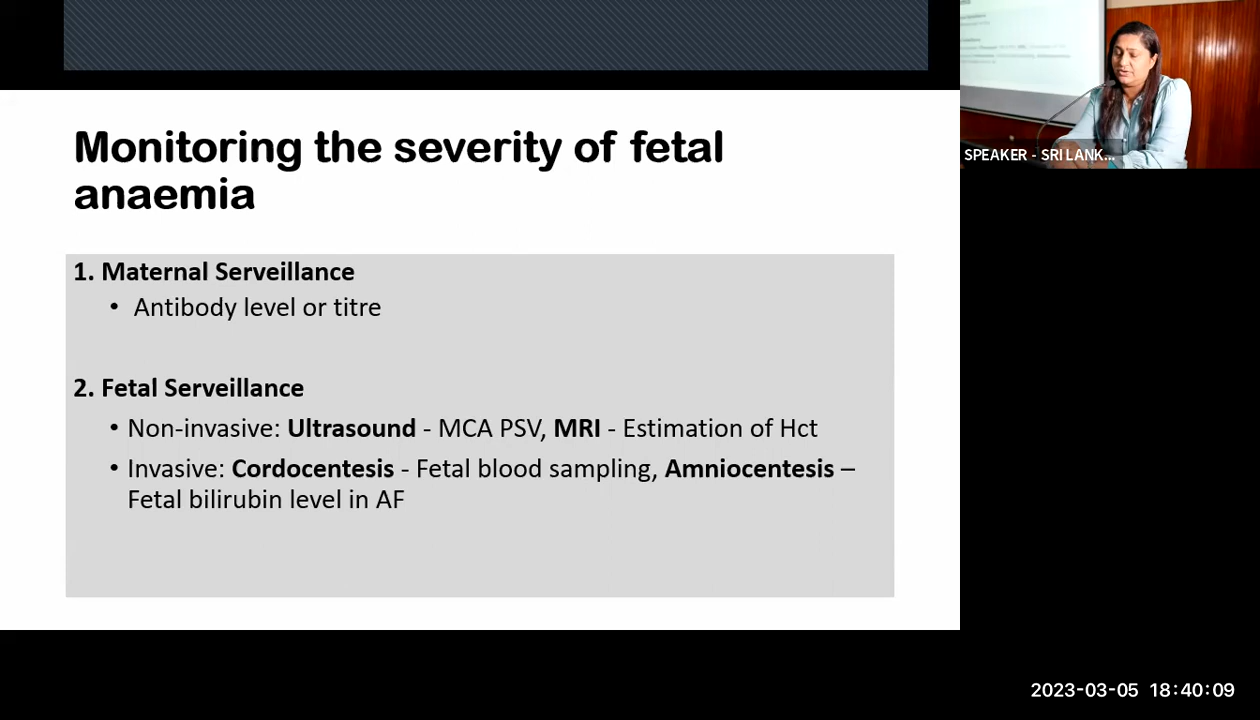 Monitoring the severity of fetal
anaemia
1. Maternal Serveillance
• Antibody level or titre
2. Fetal Serveillance
• Non-invasive: Ultrasound - MCA PSV, MRI - Estimation of Hct
• Invasive: Cordocentesis - Fetal blood sampling, Amniocentesis –
Fetal bilirubin level in AF
SPEAKER - SRI LANK...
2023-03-05 18:40:09